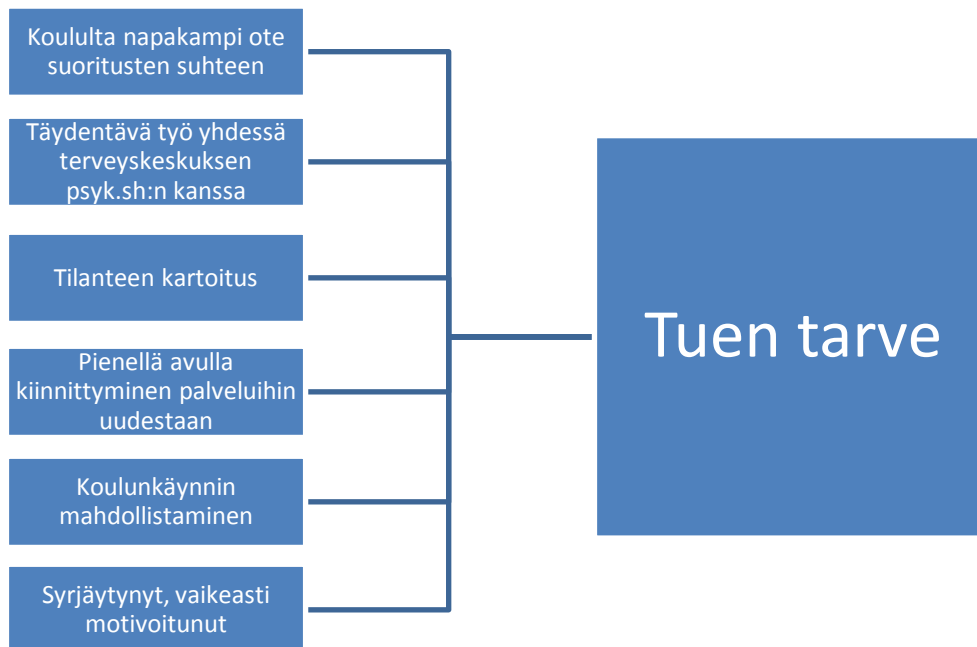 Koululta napakampi ote
suoritusten suhteen
Täydentävä työ yhdessä
terveyskeskuksen
psyk.sh:n kanssa
Tilanteen kartoitus
Pienellä avulla
kiinnittyminen palveluihin
uudestaan
Koulunkäynnin
mahdollistaminen
Syrjäytynyt, vaikeasti
motivoitunut
Tuen tarve